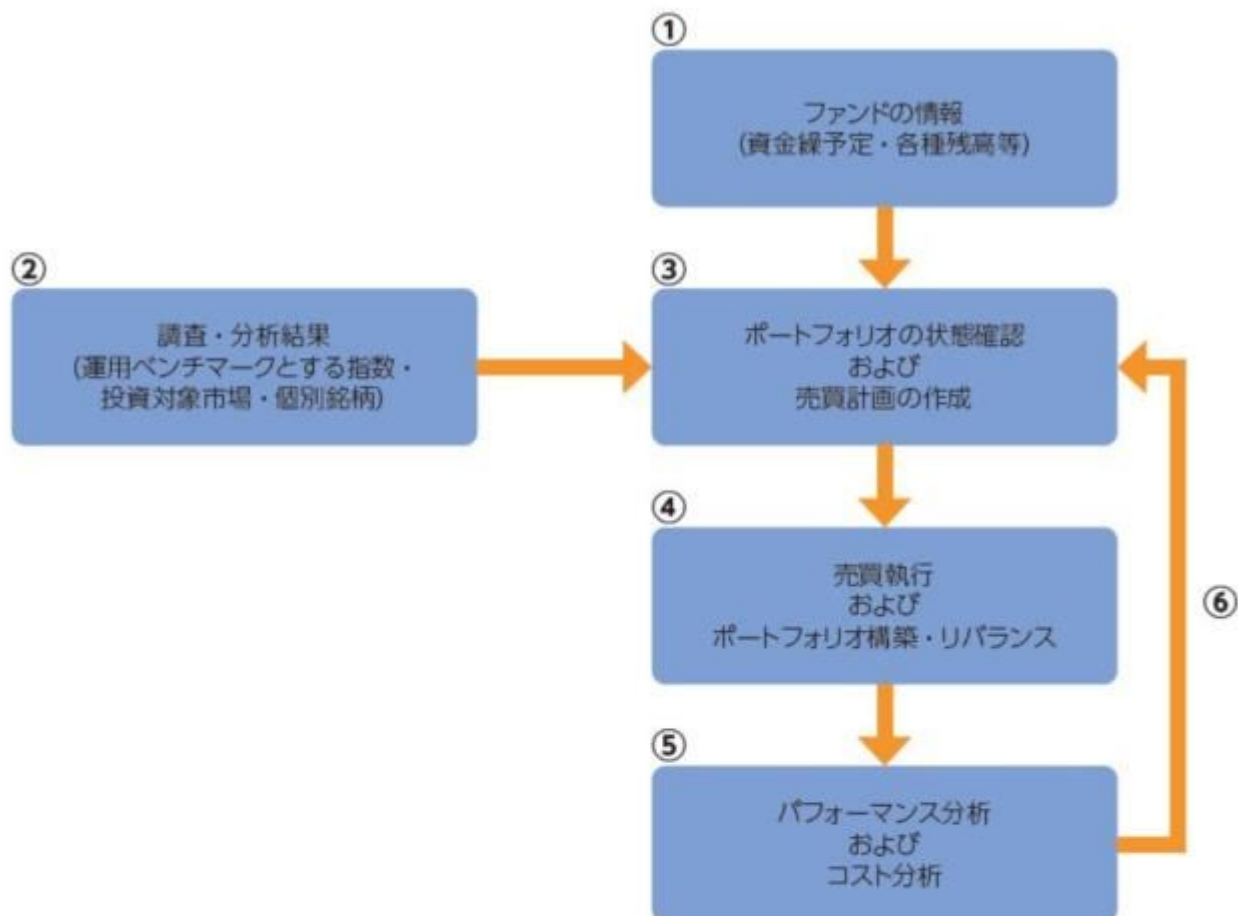 ①
ファンドの情報
(資金繰予定・各種残高等)
②
調査・分析結果
(運用ベンチマークとする指数・
投資対象市場・個別銘柄)
③
ポートフォリオの状態確認
および
売買計画の作成
④
売買執行
および
ポートフォリオ構築・リバランス
⑤
パフォーマンス分析
および
コスト分析
⑥